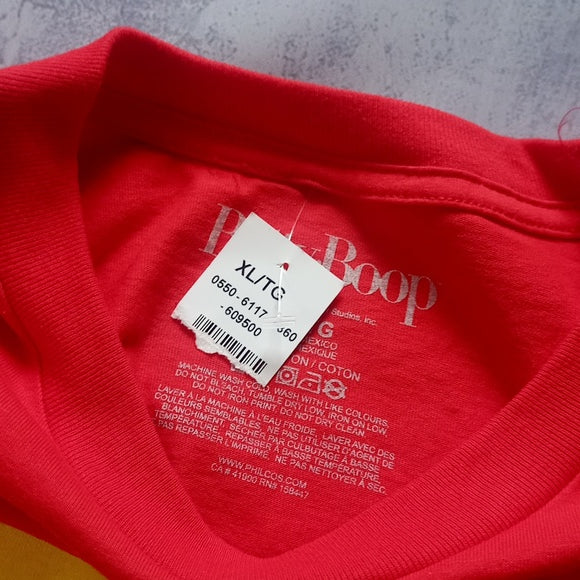 Boop
Studios, Inc.
XL/TG
0550-6117
-609500
G
EXICO
EXIQUE
ON / COTON
MACHINE WASH COLD, WASH WITH LIKE COLOURS,
DO NOT BLEACH, TUMBLE DRY LOW, IRON ON LOW,
DO NOT IRON PRINT, DO NOT DRY CLEAN.
LAVER À LA MACHINE À L'EAU FROIDE. LAVER AVEC DES
COULEURS SEMBLABLES. NE PAS UTILISER D'AGENT DE
BLANCHIMENT. SÉCHER PAR CULBUTAGE À BASSE
TEMPÉRATURE. REPASSER À BASSE TEMPÉRATURE.
PAS REPASSER L'IMPRIMÉ. NE PAS NETTOYER À SEC.
WWW.PHILCOS.COM
CA# 41900 RN# 158447